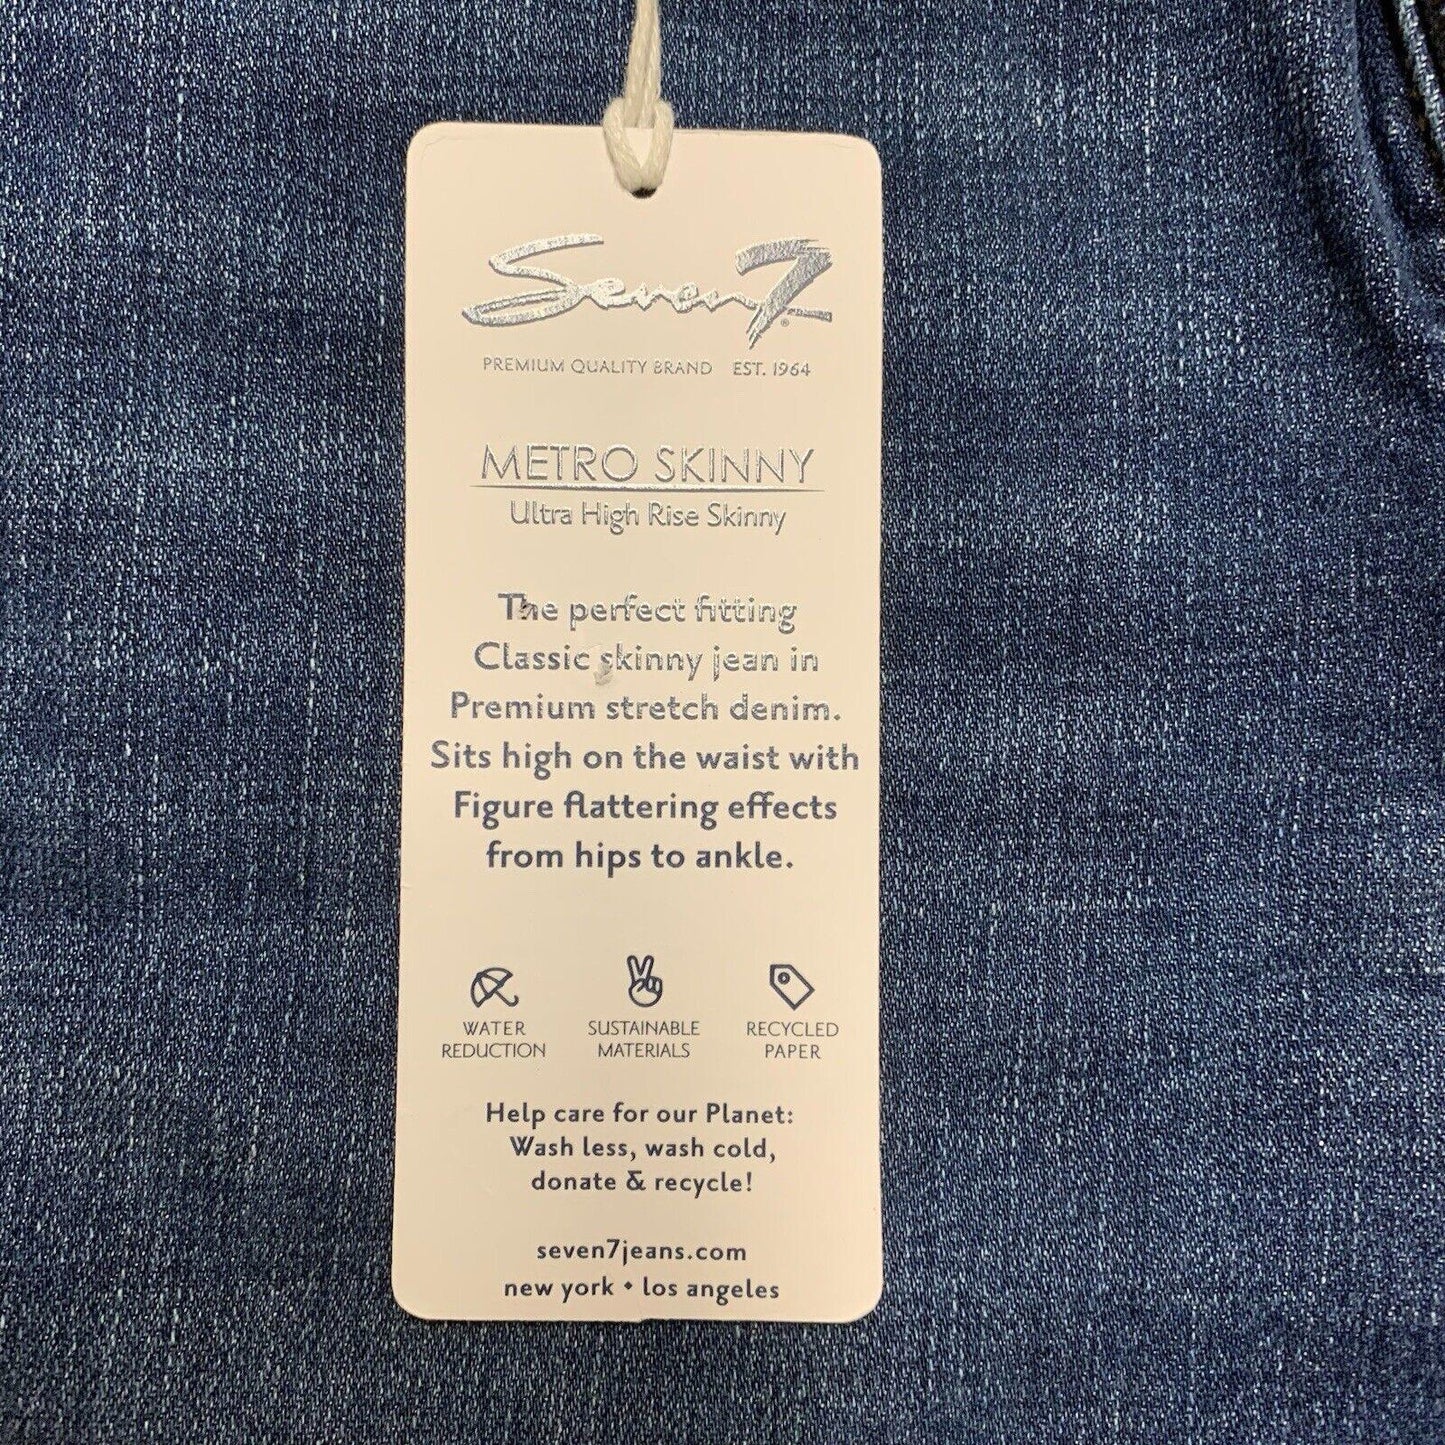 Seven7®
PREMIUM QUALITY BRAND EST. 1964
METRO SKINNY
Ultra High Rise Skinny
The perfect fitting
Classic skinny jean in
Premium stretch denim.
Sits high on the waist with
Figure flattering effects
from hips to ankle.
WATER REDUCTION
SUSTAINABLE MATERIALS
RECYCLED PAPER
Help care for our Planet:
Wash less, wash cold,
donate & recycle!
seven7jeans.com
new york • los angeles